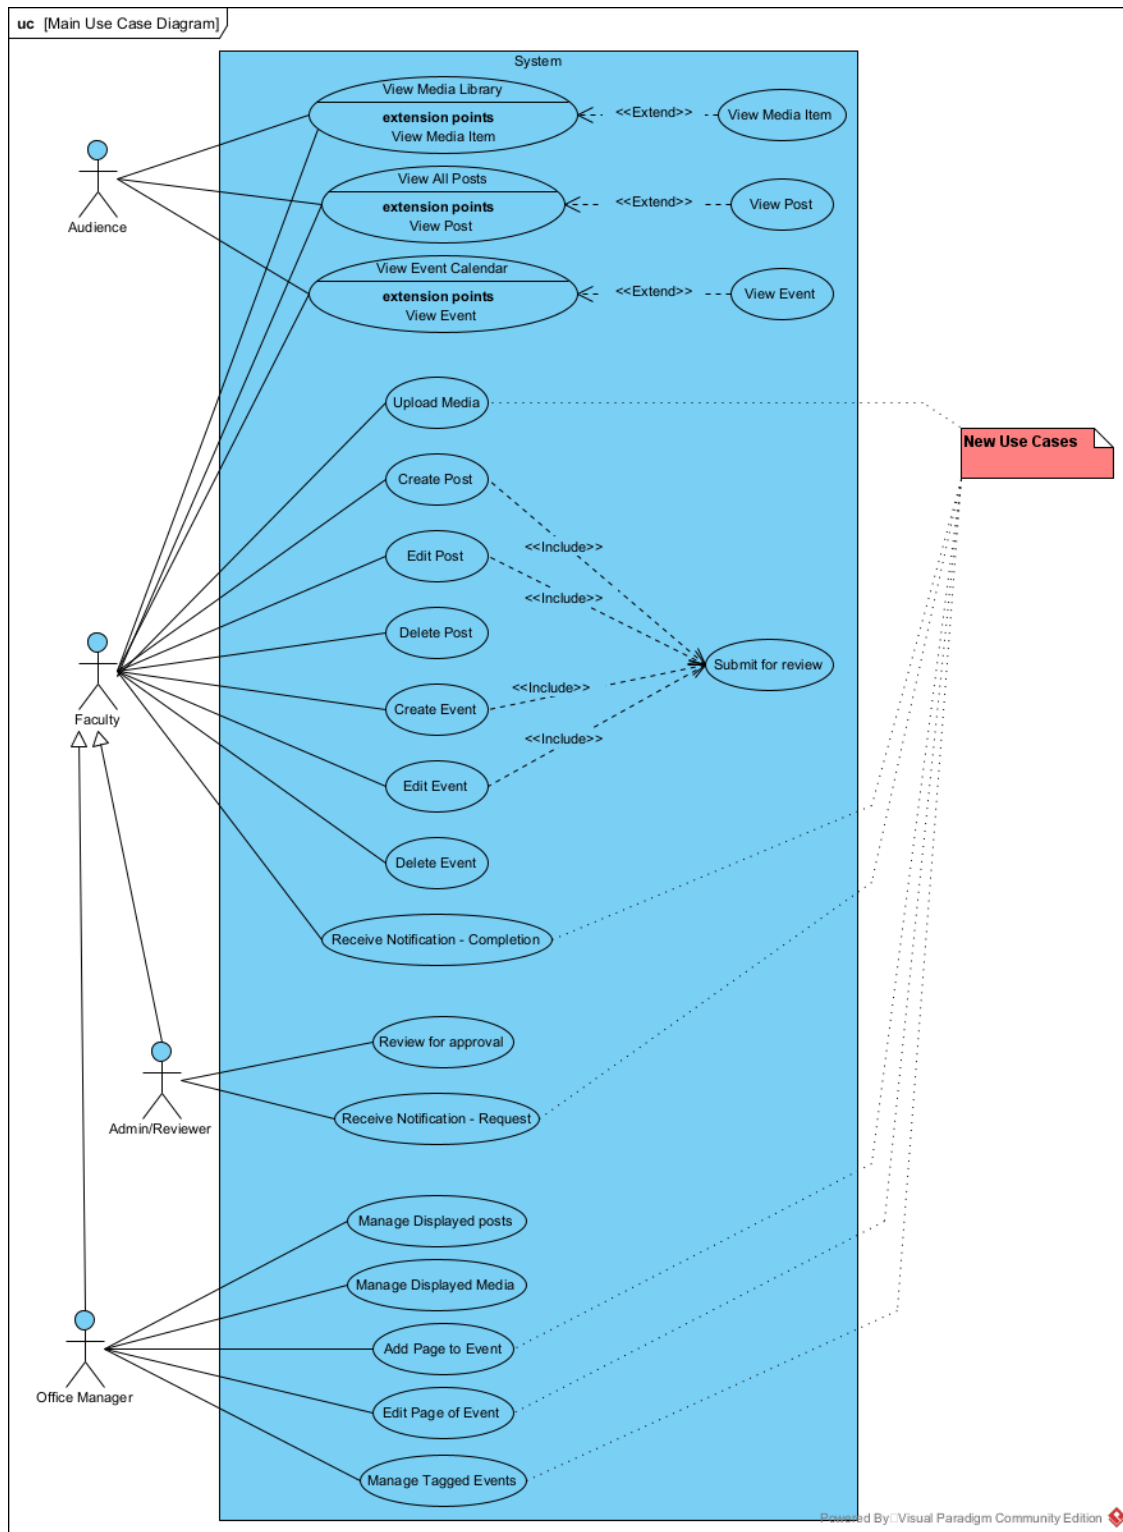 uc [Main Use Case Diagram]
System
View Media Library
extension points
View Media Item
<<Extend>>
View Media Item
Audience
View All Posts
extension points
View Post
<<Extend>>
View Post
View Event Calendar
extension points
View Event
<<Extend>>
View Event
Upload Media
New Use Cases
Create Post
<<Include>>
Edit Post
<<Include>>
Delete Post
Submit for review
Faculty
<<Include>>
Create Event
<<Include>>
Edit Event
Delete Event
Receive Notification - Completion
Review for approval
Admin/Reviewer
Receive Notification - Request
Manage Displayed posts
Manage Displayed Media
Add Page to Event
Office Manager
Edit Page of Event
Manage Tagged Events
Powered By Visual Paradigm Community Edition